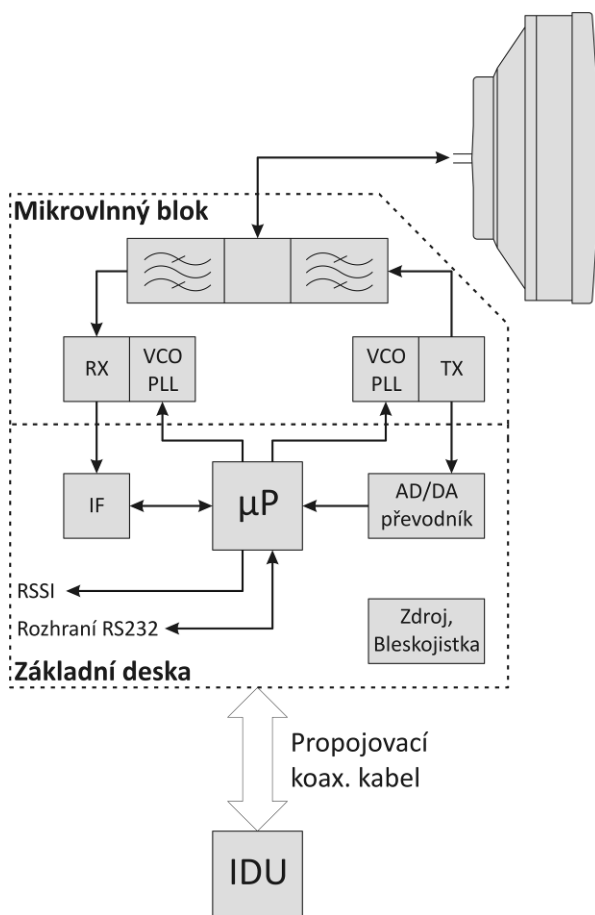 Mikrovlnný blok
RX
VCO
PLL
VCO
PLL
TX
IF
µP
AD/DA
převodník
RSSI
Rozhraní RS232
Zdroj,
Bleskojistka
Základní deska
Propojovací
koax. kabel
IDU